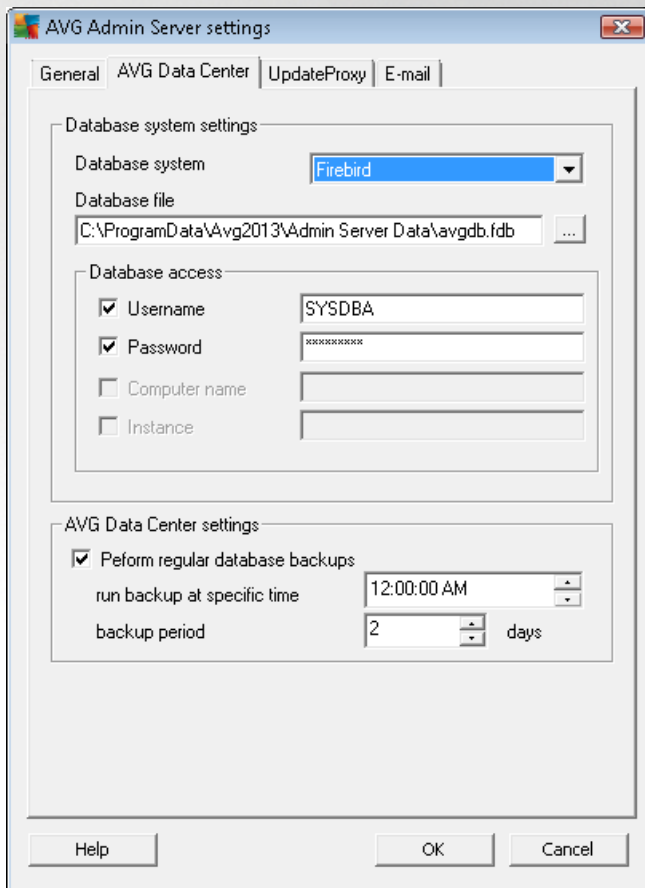 AVG Admin Server settings
General AVG Data Center UpdateProxy E-mail
Database system settings
Database system Firebird
Database file
C:\ProgramData\Avg2013\Admin Server Data\avgdb.fdb ...
Database access
Username SYSDBA
Password *********
Computer name
Instance
AVG Data Center settings
Peform regular database backups
run backup at specific time 12:00:00 AM
backup period 2 days
Help OK Cancel